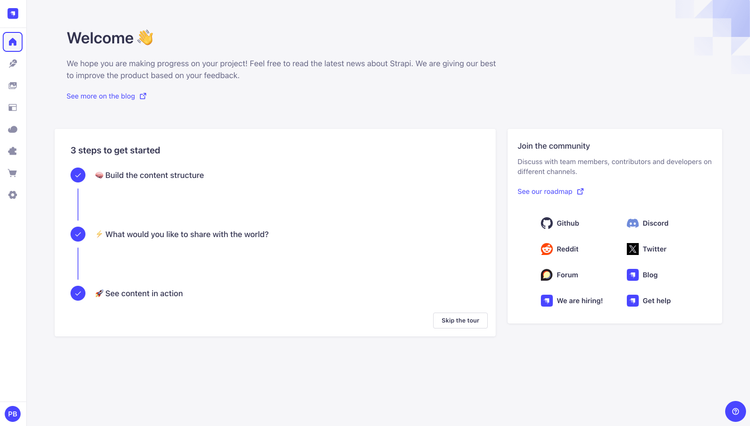 Welcome 👋
We hope you are making progress on your project! Feel free to read the latest news about Strapi. We are giving our best
to improve the product based on your feedback.
See more on the blog
3 steps to get started
🧠 Build the content structure
⚡️ What would you like to share with the world?
🚀 See content in action
Skip the tour
Join the community
Discuss with team members, contributors and developers on
different channels.
See our roadmap
Github
Discord
Reddit
Twitter
Forum
Blog
We are hiring!
Get help
PB